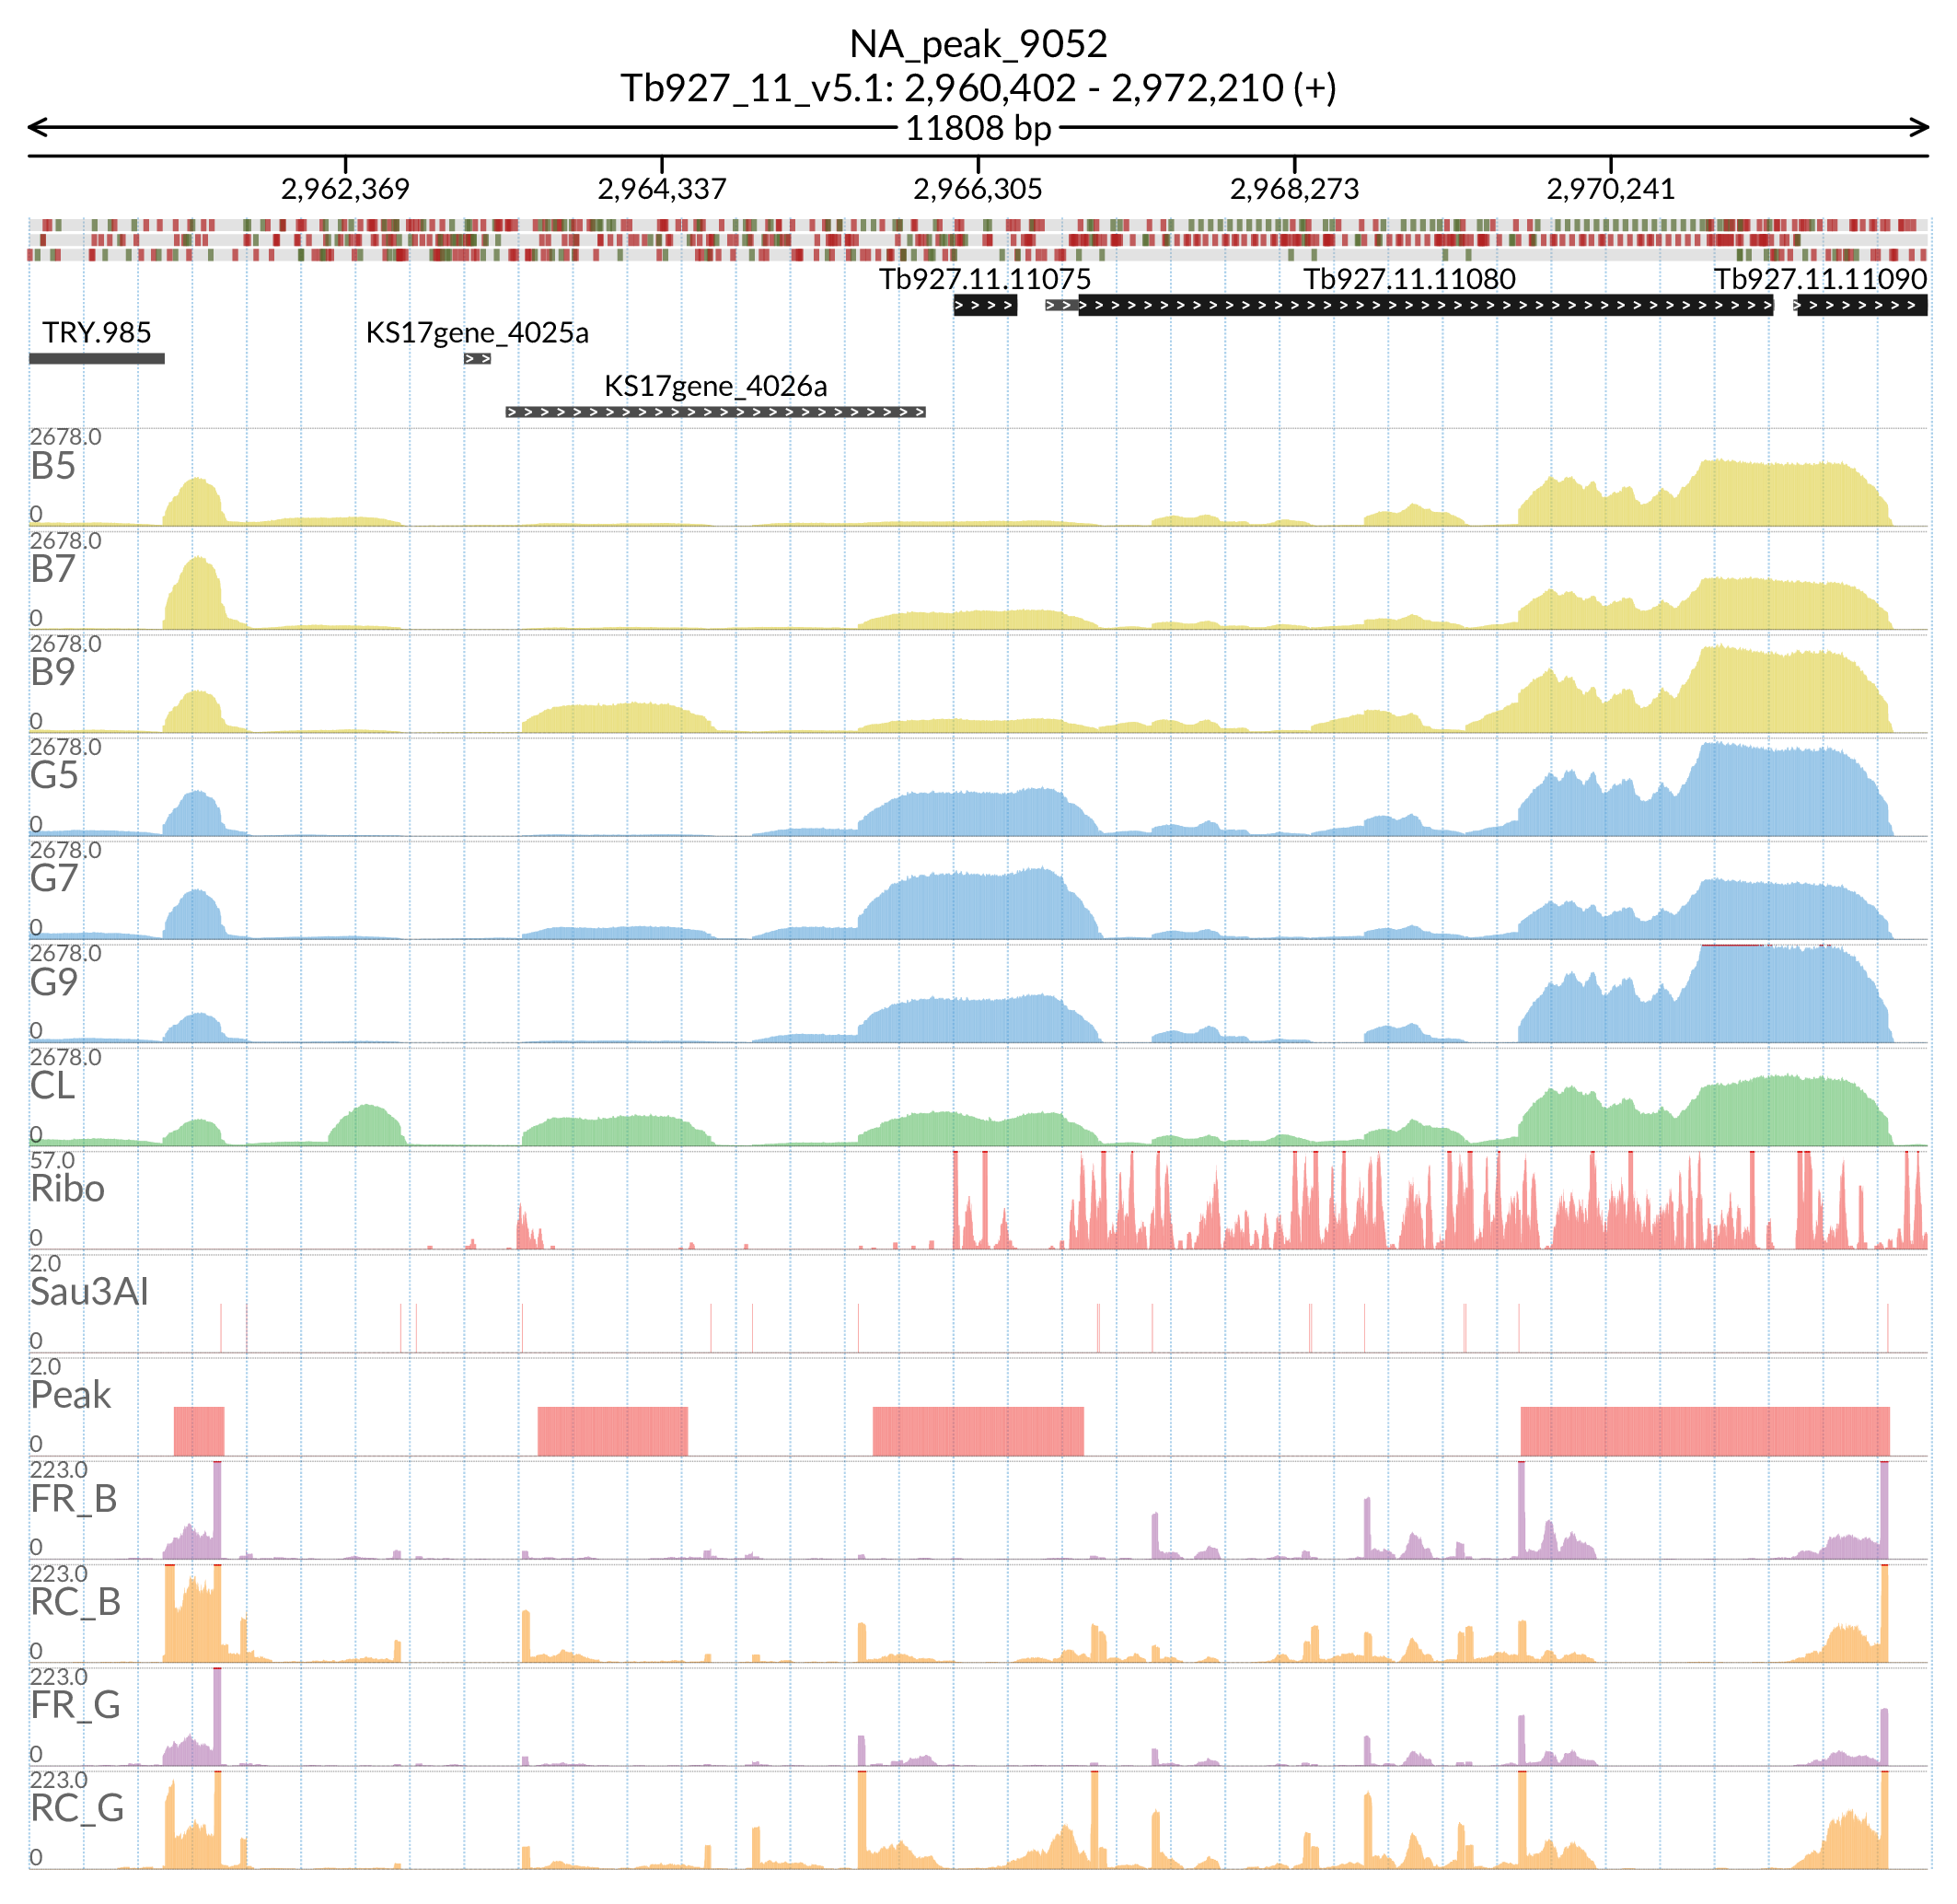 NA_peak_9052
Tb927_11_v5.1: 2,960,402 - 2,972,210 (+)
11808 bp
2,962,369 2,964,337 2,966,305 2,968,273 2,970,241
Tb927.11.11075 Tb927.11.11080 Tb927.11.11090
TRY.985 KS17gene_4025a
KS17gene_4026a
2678.0
B5
0
2678.0
B7
0
2678.0
B9
0
2678.0
G5
0
2678.0
G7
0
2678.0
G9
0
2678.0
CL
0
57.0
Ribo
0
2.0
Sau3AI
0
2.0
Peak
0
223.0
FR_B
0
223.0
RC_B
0
223.0
FR_G
0
223.0
RC_G
0